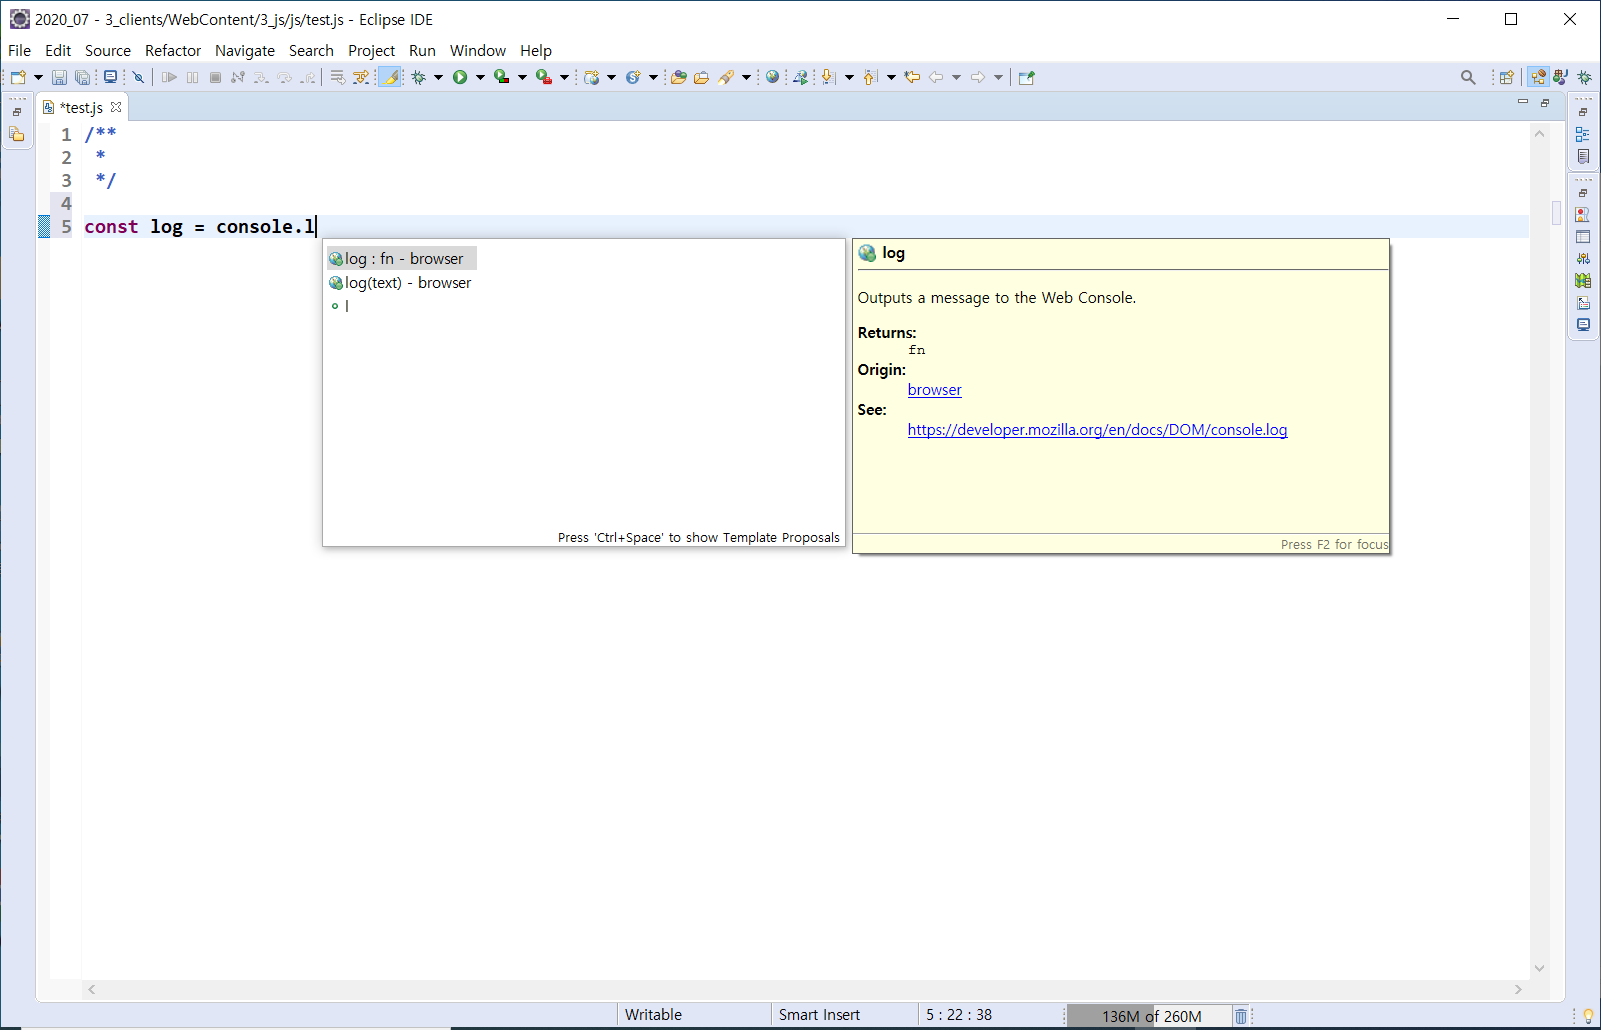 2020_07 - 3_clients/WebContent/3_js/js/test.js - Eclipse IDE
File Edit Source Refactor Navigate Search Project Run Window Help
*test.js
1 /**
2 *
3 */
4
5 const log = console.l
log : fn - browser
log(text) - browser
l
Press 'Ctrl+Space' to show Template Proposals
log
Outputs a message to the Web Console.
Returns:
fn
Origin:
browser
See:
https://developer.mozilla.org/en/docs/DOM/console.log
Press F2 for focus
Writable
Smart Insert
5 : 22 : 38
136M of 260M